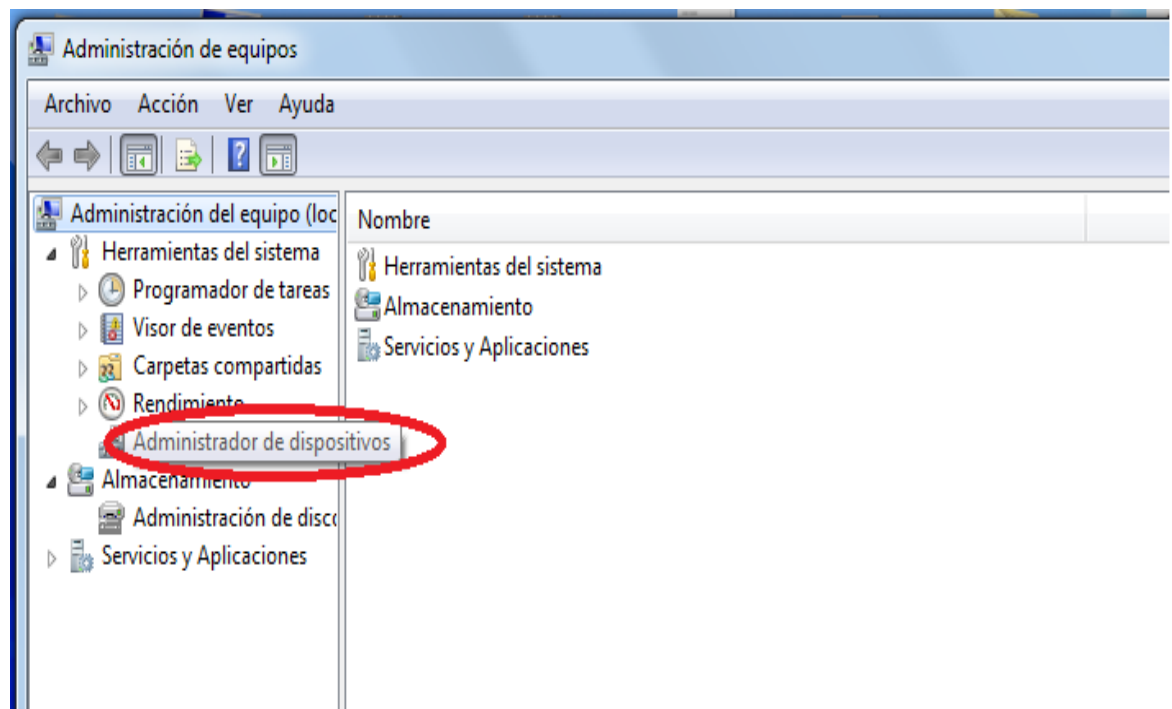 Administración de equipos
Archivo Acción Ver Ayuda
Administración del equipo (loc
Herramientas del sistema
Programador de tareas
Visor de eventos
Carpetas compartidas
Rendimiento
Administrador de dispositivos
Almacenamiento
Administración de disco
Servicios y Aplicaciones
Nombre
Herramientas del sistema
Almacenamiento
Servicios y Aplicaciones